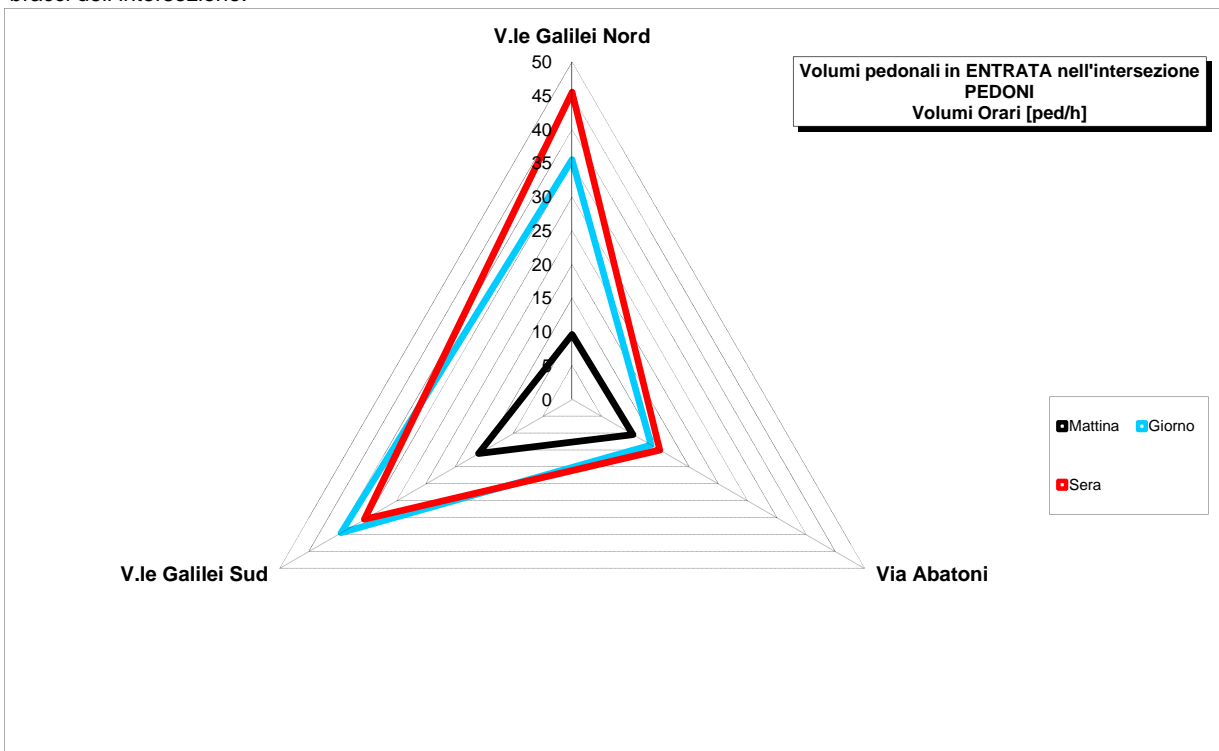 V.le Galilei Nord
Volumi pedonali in ENTRATA nell'intersezione
PEDONI
Volumi Orari [ped/h]
50
45
40
35
30
25
20
15
10
5
0
Mattina Giorno
Sera
V.le Galilei Sud
Via Abatoni